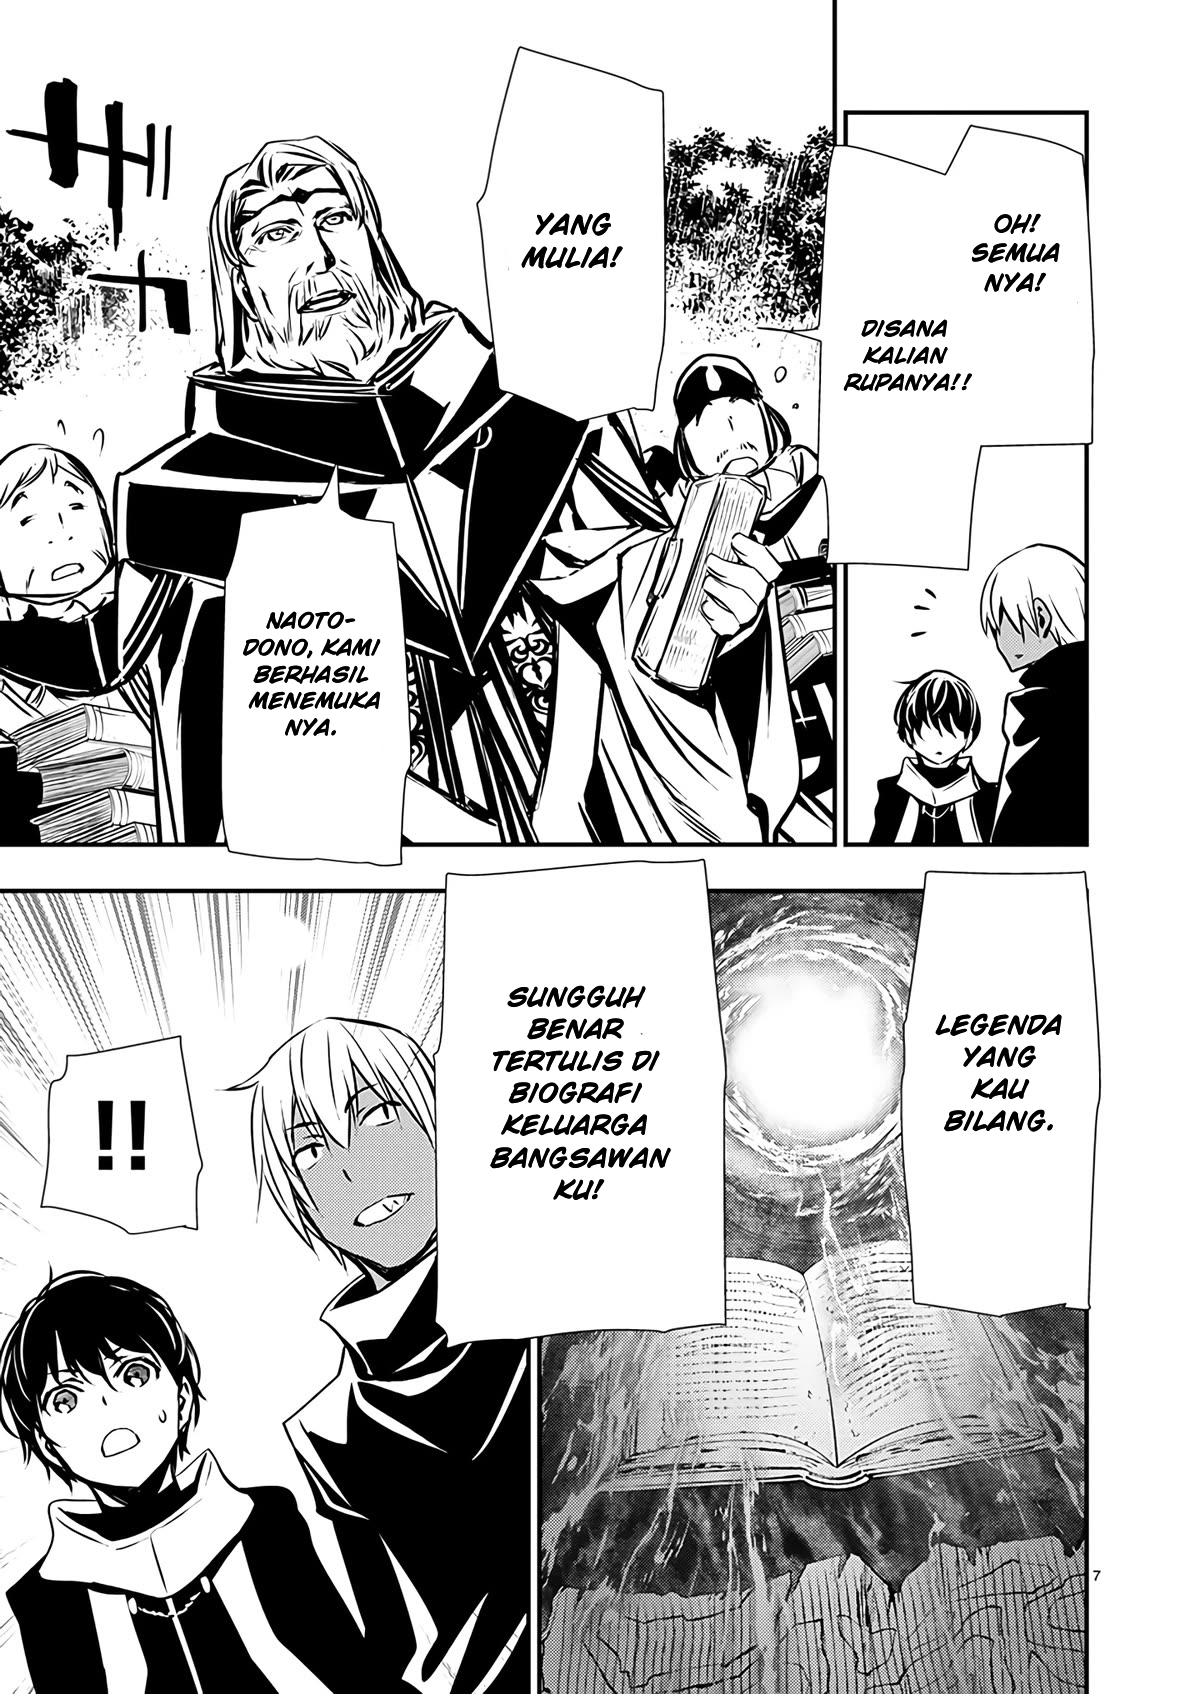 OH!
SEMUA
NYA!
DISANA
KALIAN
RUPANYA!!
YANG
MULIA!
NAOTO-
DONO, KAMI
BERHASIL
MENEMUKA
NYA.
LEGENDA
YANG
KAU
BILANG.
SUNGGUH
BENAR
TERTULIS DI
BIOGRAFI
KELUARGA
BANGSAWAN
KU!
!!
7